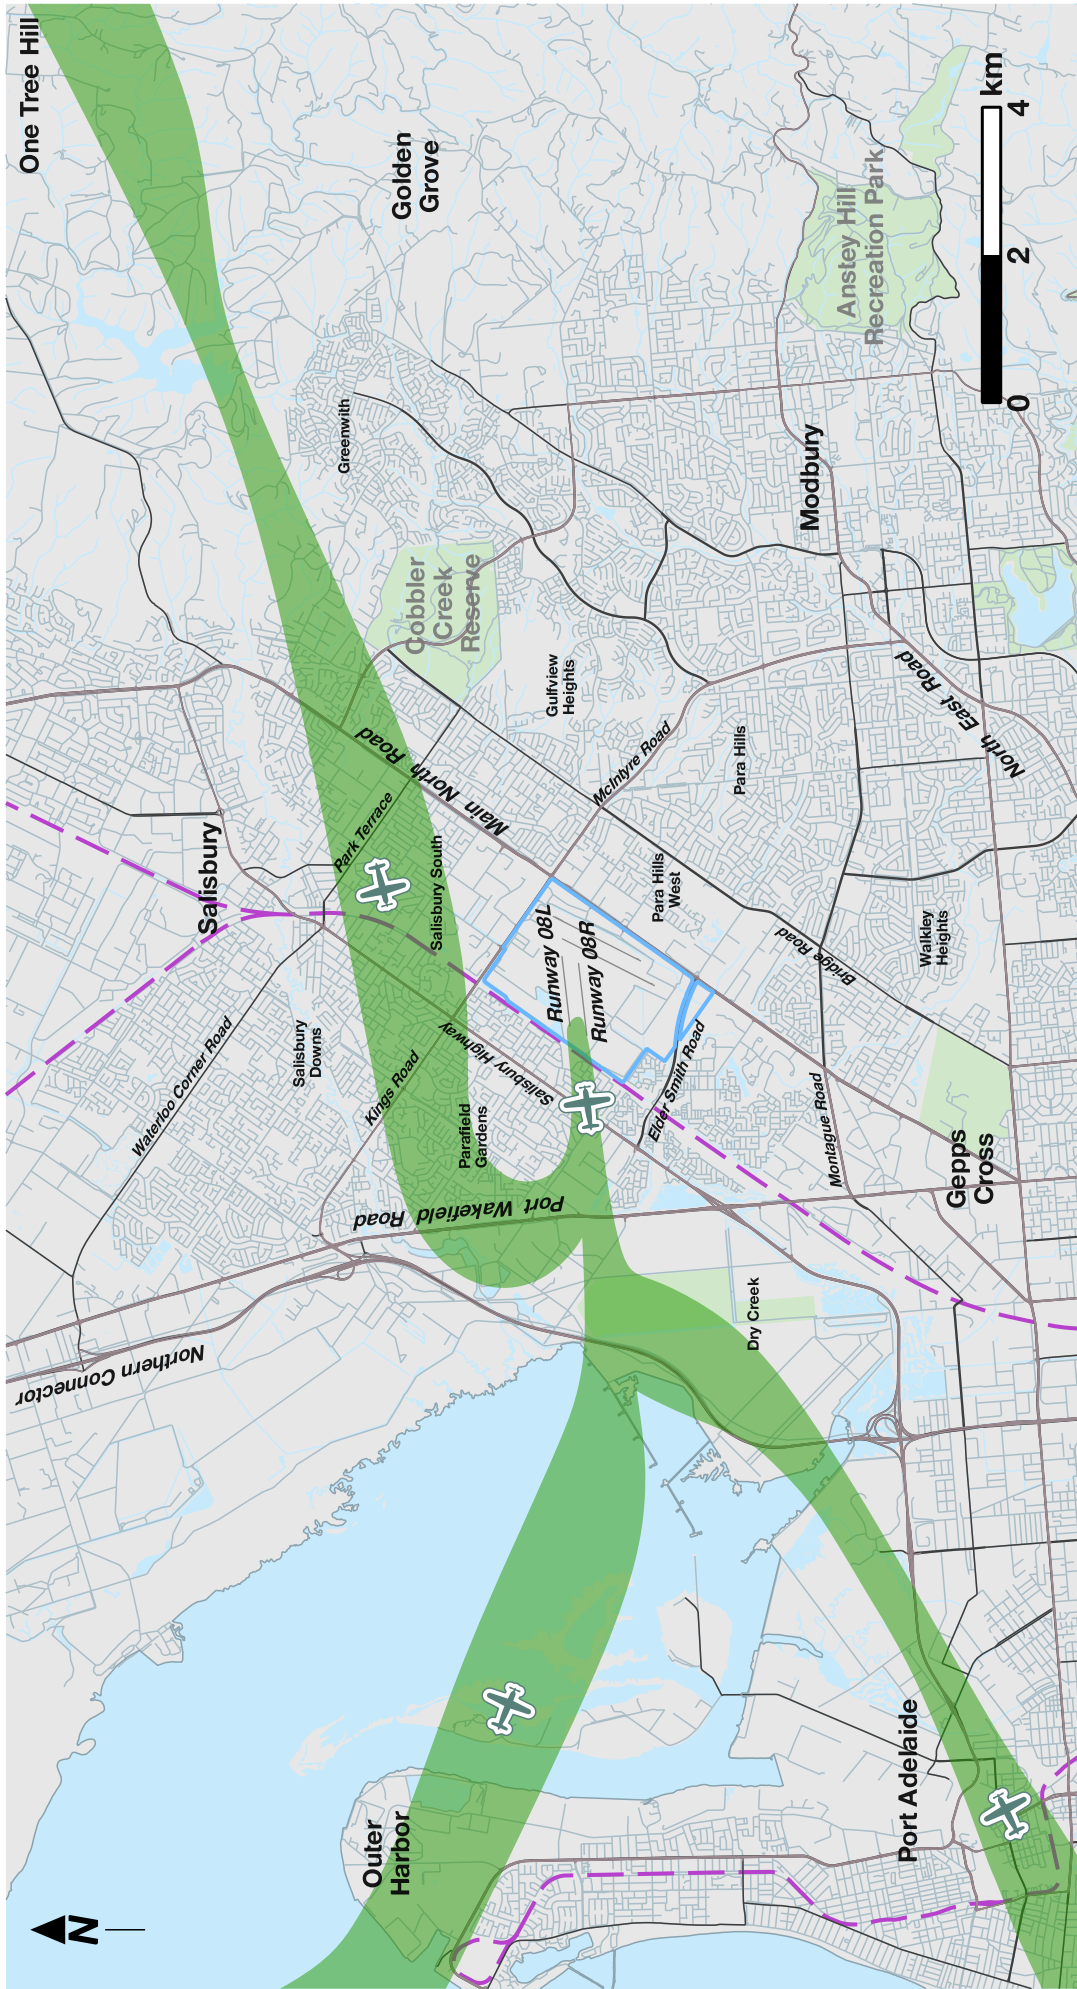 One Tree Hill
Golden
Grove
Anstey Hill
Recreation Park
0
2
4
km
Greenwith
Modbury
Cobbler
Creek
Reserve
Gulfview
Heights
Para Hills
McIntyre Road
North East Road
Main North Road
Park Terrace
Salisbury
Salisbury South
Para Hills
West
Runway 08L
Runway 08R
Walkley
Heights
Bridge Road
Waterloo Corner Road
Salisbury
Downs
Kings Road
Salisbury Highway
Elder Smith Road
Parafield
Gardens
Montague Road
Gepps
Cross
Port Wakefield Road
Dry Creek
Northern Connector
Outer
Harbor
Port Adelaide
N